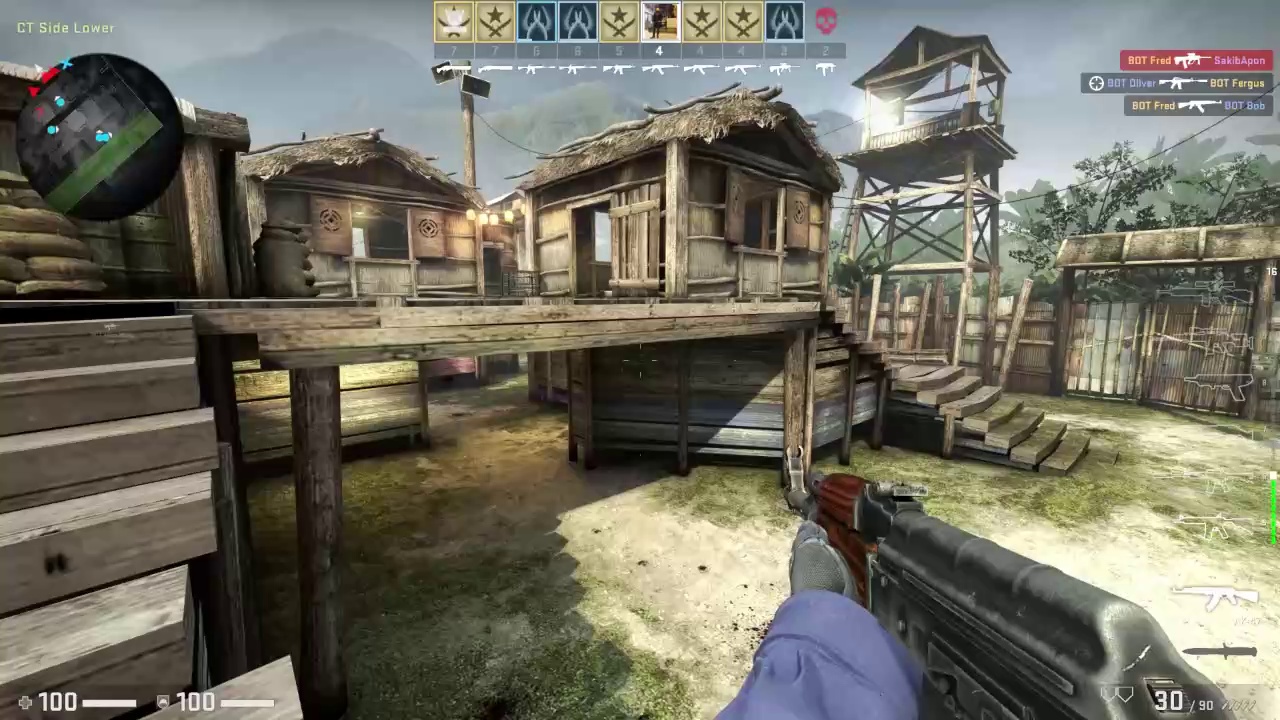 CT Side Lower
7 7 6 6 5 4 4 4 3 2
BOT Fred SakibApon
BOT Oliver BOT Fergus
BOT Fred BOT Bob
16
100 100
30 / 90